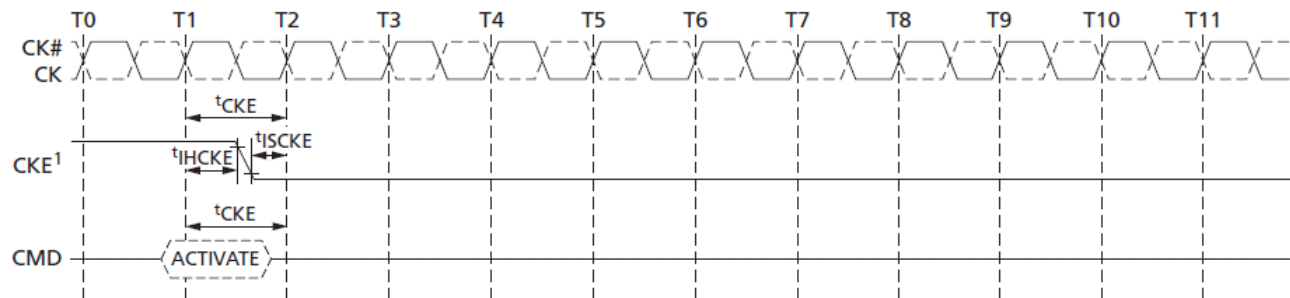 T0 T1 T2 T3 T4 T5 T6 T7 T8 T9 T10 T11
CK#
CK
tCKE
CKE1
tIHCKE
tISCKE
tCKE
CMD
ACTIVATE